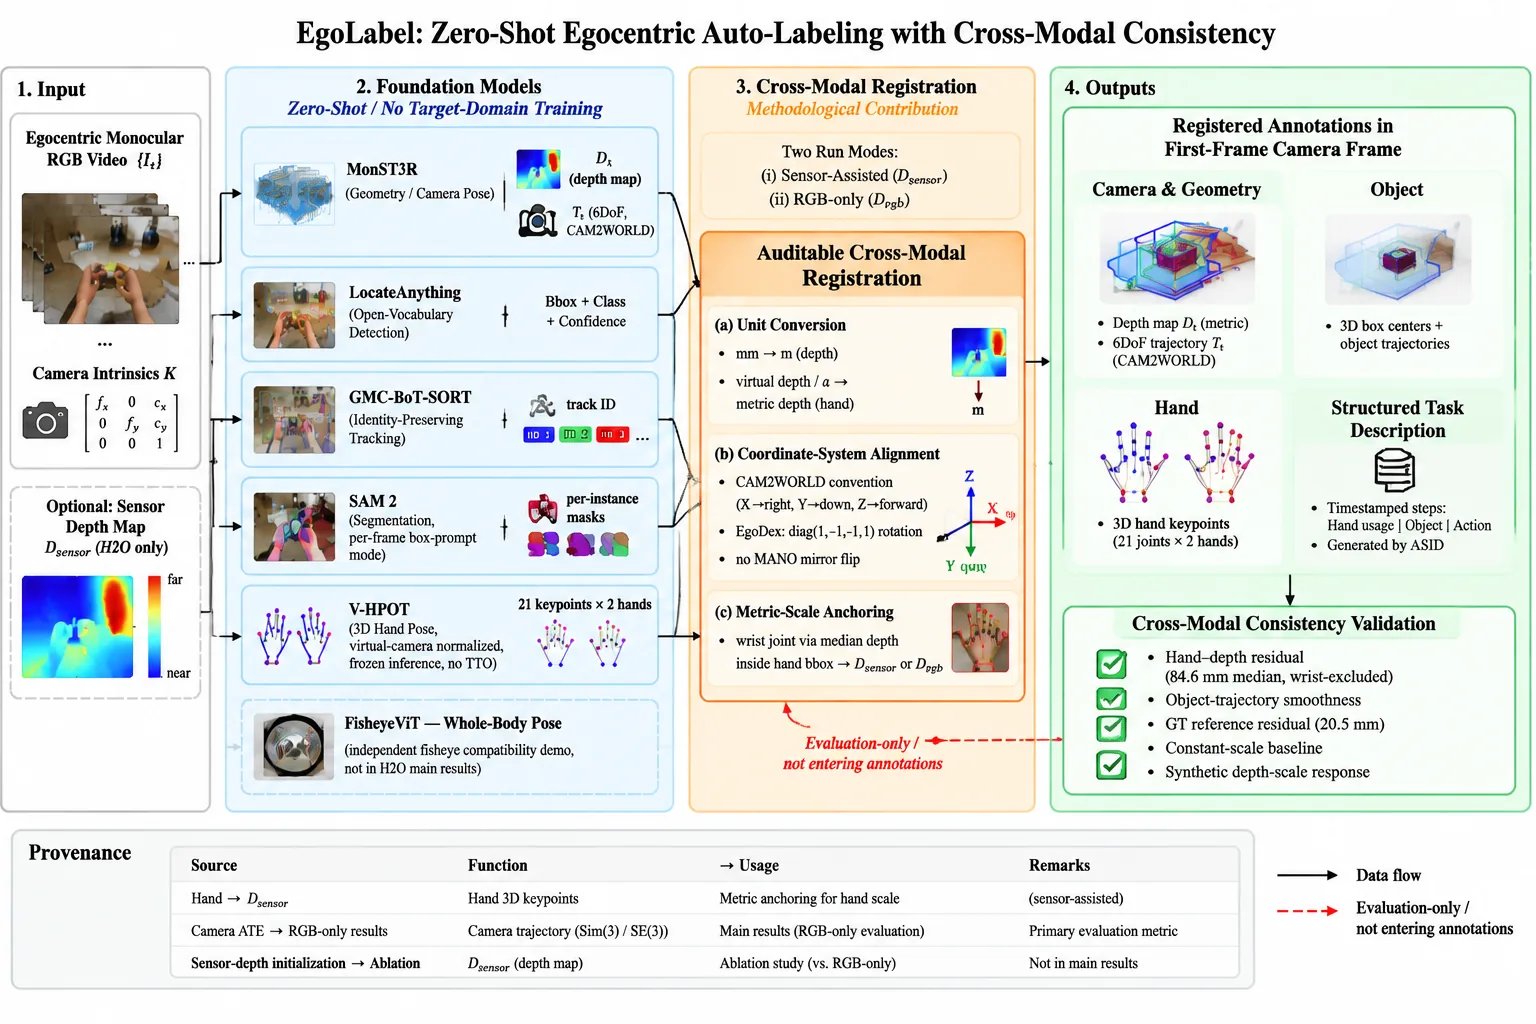 EgoLabel: Zero-Shot Egocentric Auto-Labeling with Cross-Modal Consistency
1. Input
Egocentric Monocular
RGB Video {I_t}
...
...
Camera Intrinsics K
f_x 0 c_x
0 f_y c_y
0 0 1
Optional: Sensor
Depth Map
D_sensor (H2O only)
far
near
2. Foundation Models
Zero-Shot / No Target-Domain Training
MonST3R
(Geometry / Camera Pose)
(depth map)
T_t (6DoF,
CAM2WORLD)
LocateAnything
(Open-Vocabulary
Detection)
Bbox + Class
+ Confidence
GMC-BoT-SORT
(Identity-Preserving
Tracking)
track ID
...
SAM 2
(Segmentation,
per-frame box-prompt
mode)
per-instance
masks
V-HPOT
(3D Hand Pose,
virtual-camera normalized,
frozen inference, no TTO)
21 keypoints × 2 hands
FisheyeViT — Whole-Body Pose
(independent fisheye compatibility demo,
not in H2O main results)
3. Cross-Modal Registration
Methodological Contribution
Two Run Modes:
(i) Sensor-Assisted (D_sensor)
(ii) RGB-only (D_pgb)
Auditable Cross-Modal
Registration
(a) Unit Conversion
• mm → m (depth)
• virtual depth / a →
metric depth (hand)
m
(b) Coordinate-System Alignment
• CAM2WORLD convention
(X→right, Y→down, Z→forward)
• EgoDex: diag(1,-1,-1,1) rotation
• no MANO mirror flip
Z
X
Y
(c) Metric-Scale Anchoring
• wrist joint via median depth
inside hand bbox → D_sensor or D_pgb
Evaluation-only /
not entering annotations
4. Outputs
Registered Annotations in
First-Frame Camera Frame
Camera & Geometry
• Depth map D_t (metric)
• 6DoF trajectory T_t
(CAM2WORLD)
Object
• 3D box centers +
object trajectories
Hand
• 3D hand keypoints
(21 joints × 2 hands)
Structured Task
Description
• Timestamped steps:
Hand usage | Object | Action
• Generated by ASID
Cross-Modal Consistency Validation
• Hand–depth residual
(84.6 mm median, wrist-excluded)
• Object-trajectory smoothness
• GT reference residual (20.5 mm)
• Constant-scale baseline
• Synthetic depth-scale response
Provenance
Source Function → Usage Remarks
Hand → D_sensor Hand 3D keypoints Metric anchoring for hand scale (sensor-assisted)
Camera ATE → RGB-only results Camera trajectory (Sim(3) / SE(3)) Main results (RGB-only evaluation) Primary evaluation metric
Sensor-depth initialization → Ablation D_sensor (depth map) Ablation study (vs. RGB-only) Not in main results
Data flow
Evaluation-only /
not entering annotations